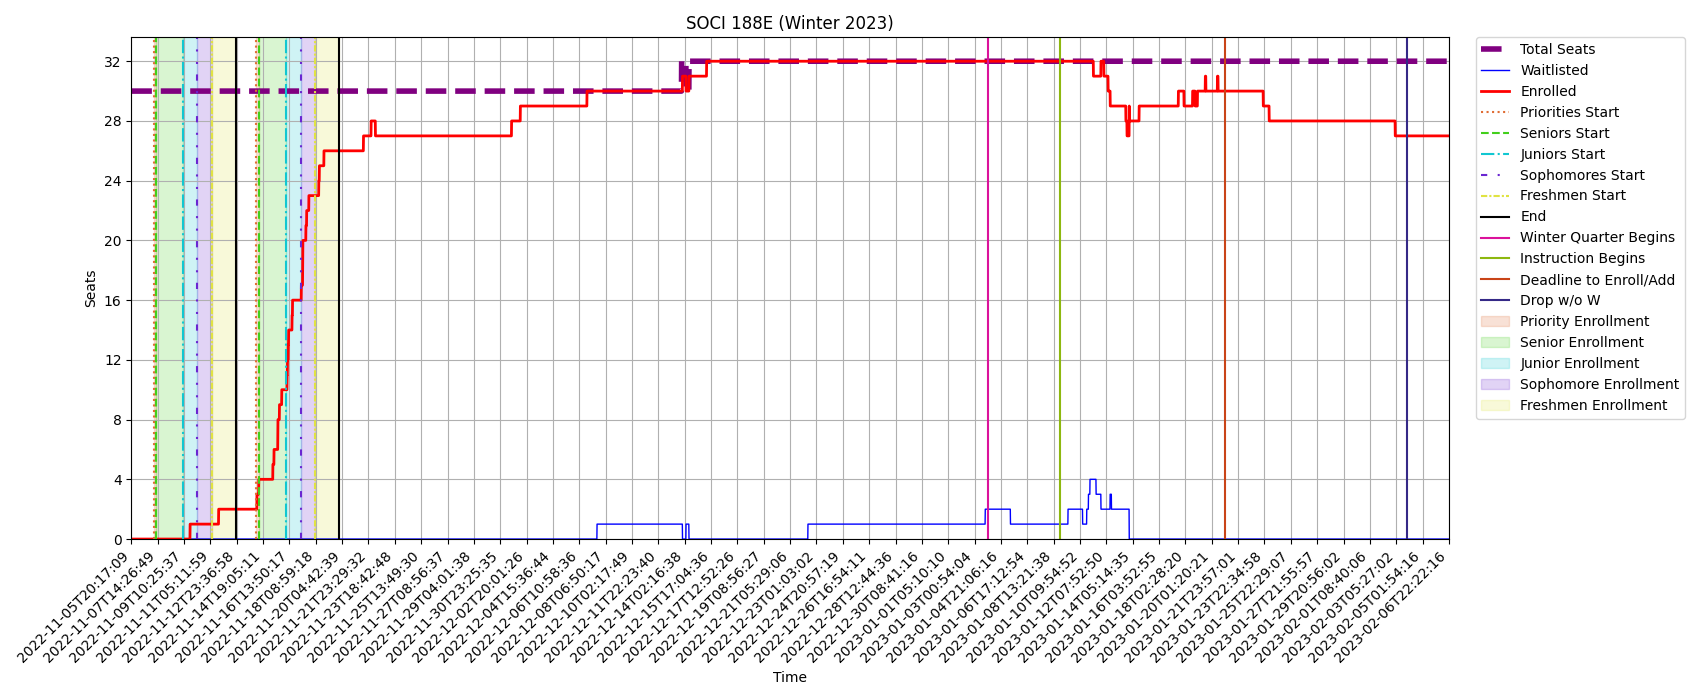 SOCI 188E (Winter 2023)
Seats
32
28
24
20
16
12
8
4
0
2022-11-05T20:17:09
2022-11-07T14:26:49
2022-11-09T10:25:37
2022-11-11T05:11:59
2022-11-12T23:36:58
2022-11-14T19:05:11
2022-11-16T13:50:17
2022-11-18T08:59:18
2022-11-20T04:42:39
2022-11-21T23:29:32
2022-11-23T18:42:48
2022-11-25T13:49:30
2022-11-27T08:56:37
2022-11-29T04:01:38
2022-11-30T23:25:35
2022-12-02T20:01:26
2022-12-04T15:36:44
2022-12-06T10:58:36
2022-12-08T06:50:17
2022-12-10T02:17:49
2022-12-11T22:23:40
2022-12-14T02:16:38
2022-12-15T17:04:36
2022-12-17T12:52:26
2022-12-19T08:56:27
2022-12-21T05:29:06
2022-12-23T01:03:02
2022-12-24T20:57:19
2022-12-26T16:54:11
2022-12-28T12:44:36
2022-12-30T08:41:16
2023-01-01T05:10:10
2023-01-03T00:54:04
2023-01-04T21:06:16
2023-01-06T17:12:54
2023-01-08T13:21:38
2023-01-10T09:54:52
2023-01-12T07:52:50
2023-01-14T05:14:35
2023-01-16T03:52:55
2023-01-18T02:28:20
2023-01-20T01:20:21
2023-01-21T23:57:01
2023-01-23T22:34:58
2023-01-25T22:29:07
2023-01-27T21:55:57
2023-01-29T20:56:02
2023-02-01T08:40:06
2023-02-03T05:27:02
2023-02-05T01:54:16
2023-02-06T22:22:16
Time
Total Seats
Waitlisted
Enrolled
Priorities Start
Seniors Start
Juniors Start
Sophomores Start
Freshmen Start
End
Winter Quarter Begins
Instruction Begins
Deadline to Enroll/Add
Drop w/o W
Priority Enrollment
Senior Enrollment
Junior Enrollment
Sophomore Enrollment
Freshmen Enrollment